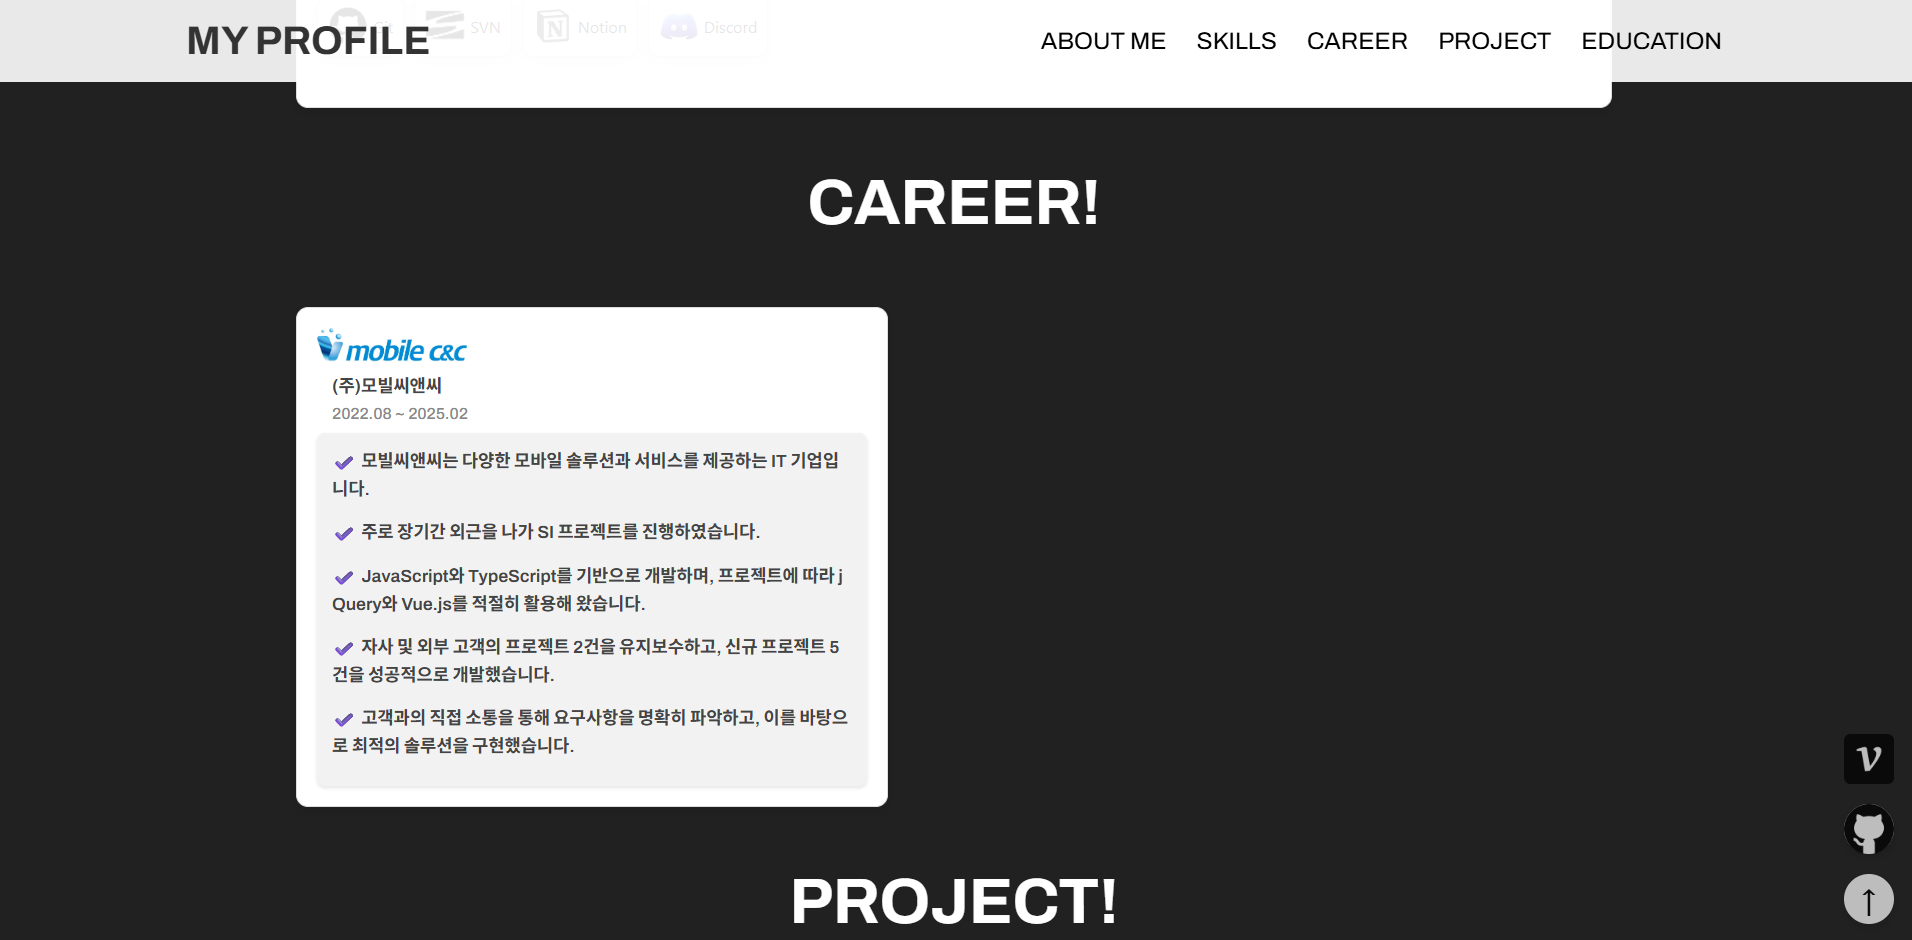 Git SVN Notion Discord
MY PROFILE ABOUT ME SKILLS CAREER PROJECT EDUCATION
CAREER!
mobile c&c
(주)모빌씨앤씨
2022.08 ~ 2025.02
모빌씨앤씨는 다양한 모바일 솔루션과 서비스를 제공하는 IT 기업입
니다.
주로 장기간 외근을 나가 SI 프로젝트를 진행하였습니다.
JavaScript와 TypeScript를 기반으로 개발하며, 프로젝트에 따라 j
Query와 Vue.js를 적절히 활용해 왔습니다.
자사 및 외부 고객의 프로젝트 2건을 유지보수하고, 신규 프로젝트 5
건을 성공적으로 개발했습니다.
고객과의 직접 소통을 통해 요구사항을 명확히 파악하고, 이를 바탕으
로 최적의 솔루션을 구현했습니다.
v
PROJECT!